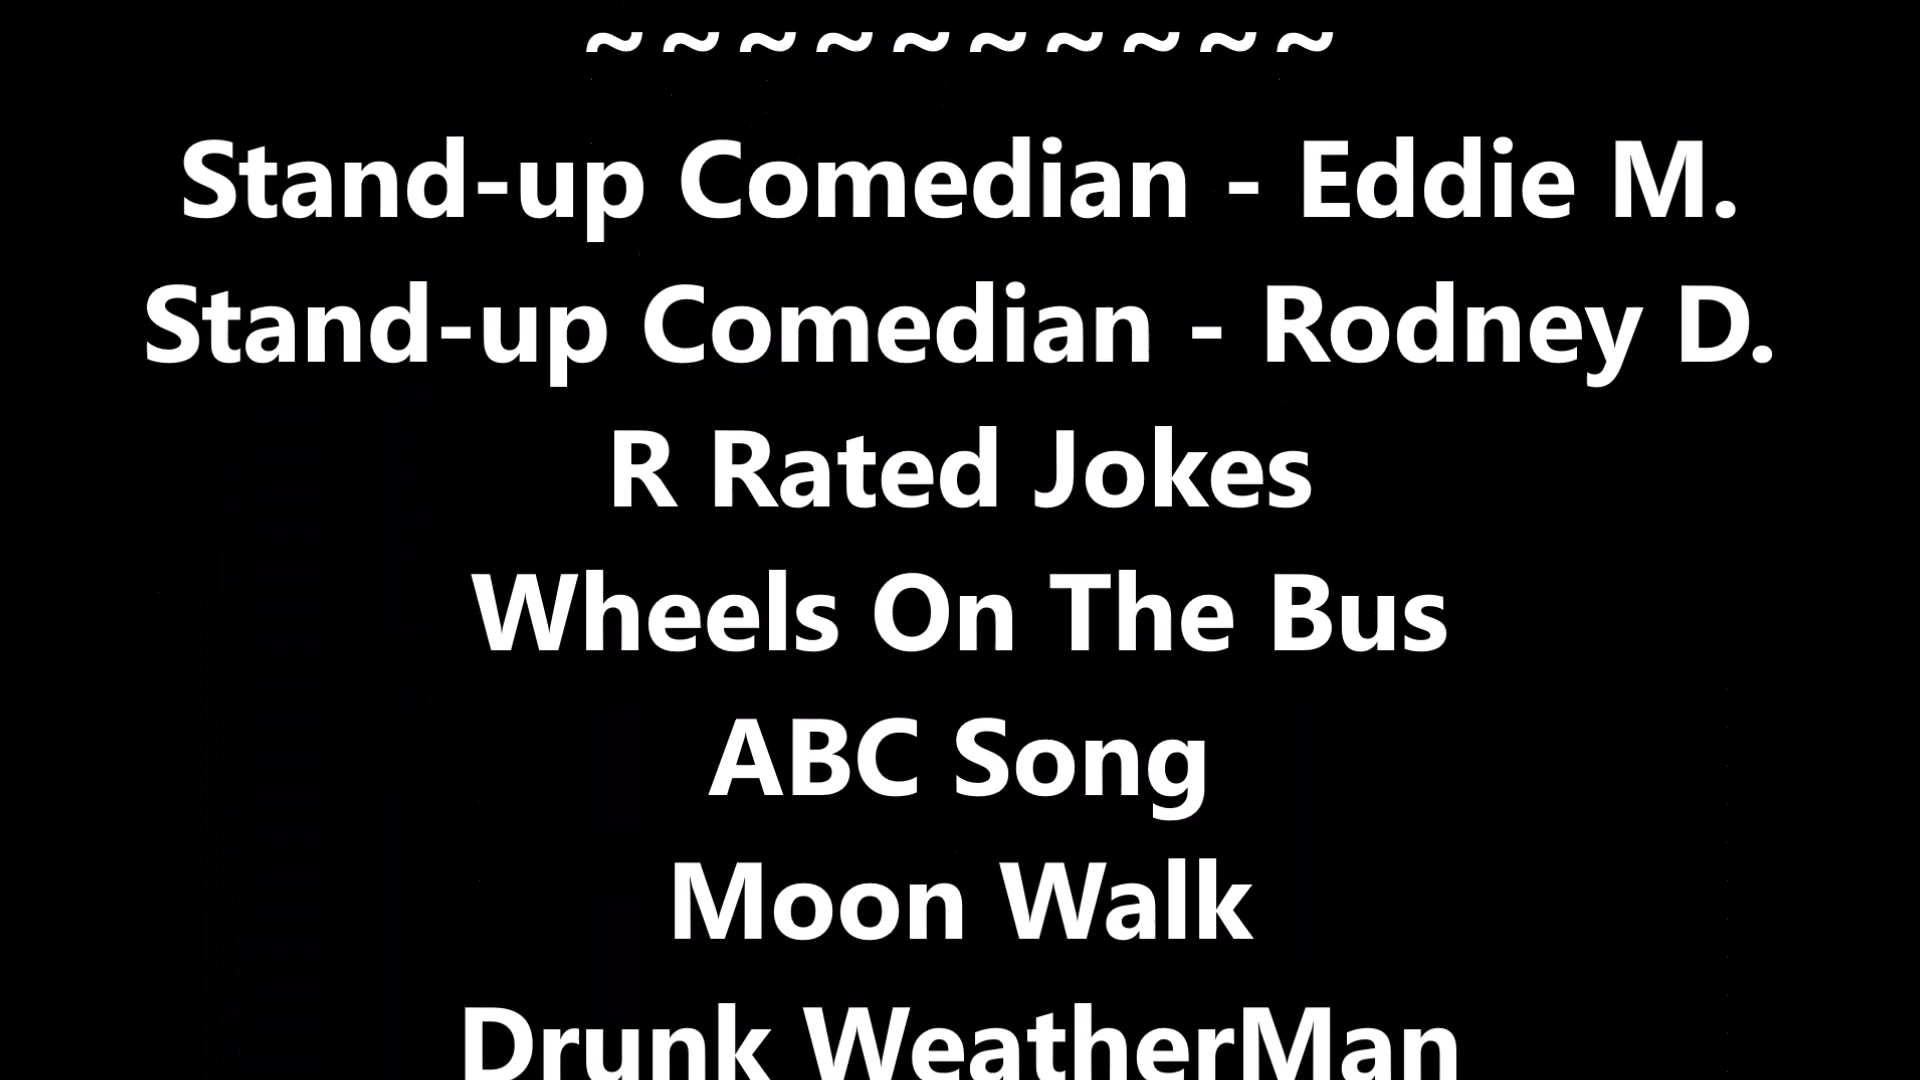 ~ ~ ~ ~ ~ ~ ~ ~ ~ ~
Stand-up Comedian - Eddie M.
Stand-up Comedian - Rodney D.
R Rated Jokes
Wheels On The Bus
ABC Song
Moon Walk
Drunk WeatherMan